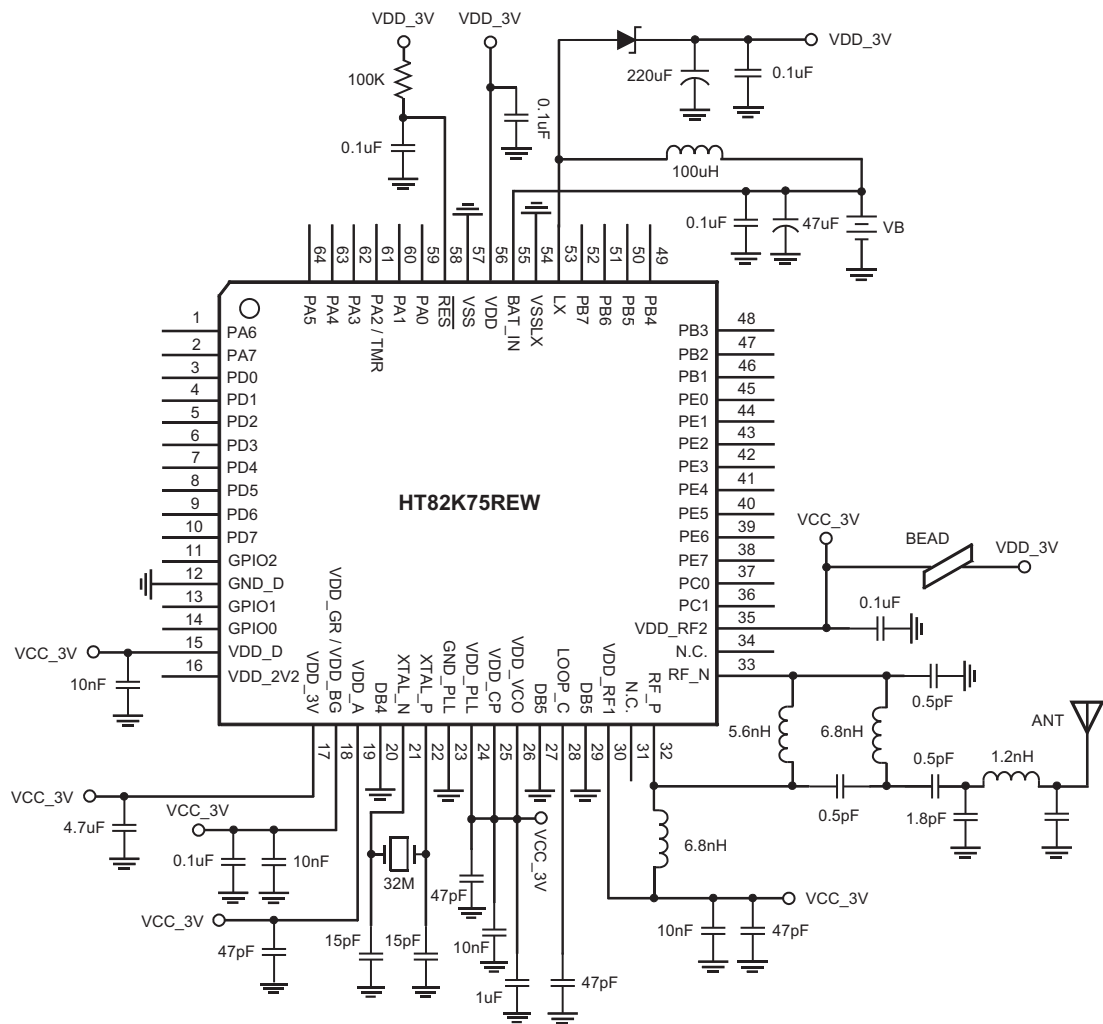 VDD_3V
VDD_3V
VDD_3V
100K
0.1uF
0.1uF
220uF
0.1uF
100uH
0.1uF
47uF
VB
64
63
62
61
60
59
58
57
56
55
54
53
52
51
50
49
PA5
PA4
PA3
PA2 / TMR
PA1
PA0
RES
VSS
VDD
BAT_IN
VSSLX
LX
PB7
PB6
PB5
PB4
1 PA6
2 PA7
3 PD0
4 PD1
5 PD2
6 PD3
7 PD4
8 PD5
9 PD6
10 PD7
11 GPIO2
12 GND_D
13 GPIO1
14 GPIO0
15 VDD_D
16 VDD_2V2
HT82K75REW
PB3 48
PB2 47
PB1 46
PE0 45
PE1 44
PE2 43
PE3 42
PE4 41
PE5 40
PE6 39
PE7 38
PC0 37
PC1 36
VDD_RF2 35
N.C. 34
RF_N 33
VCC_3V
BEAD
VDD_3V
0.1uF
VCC_3V
10nF
VDD_3V
VDD_GR / VDD_BG
VDD_A
DB4
XTAL_N
XTAL_P
GND_PLL
VDD_PLL
VDD_CP
VDD_VCO
DB5
LOOP_C
DB5
VDD_RF1
N.C.
RF_P
17
18
19
20
21
22
23
24
25
26
27
28
29
30
31
32
0.5pF
5.6nH
6.8nH
ANT
0.5pF
1.2nH
0.5pF
1.8pF
6.8nH
VCC_3V
4.7uF
VCC_3V
0.1uF
10nF
VCC_3V
47pF
32M
15pF
15pF
47pF
VCC_3V
10nF
1uF
47pF
VCC_3V
10nF
47pF